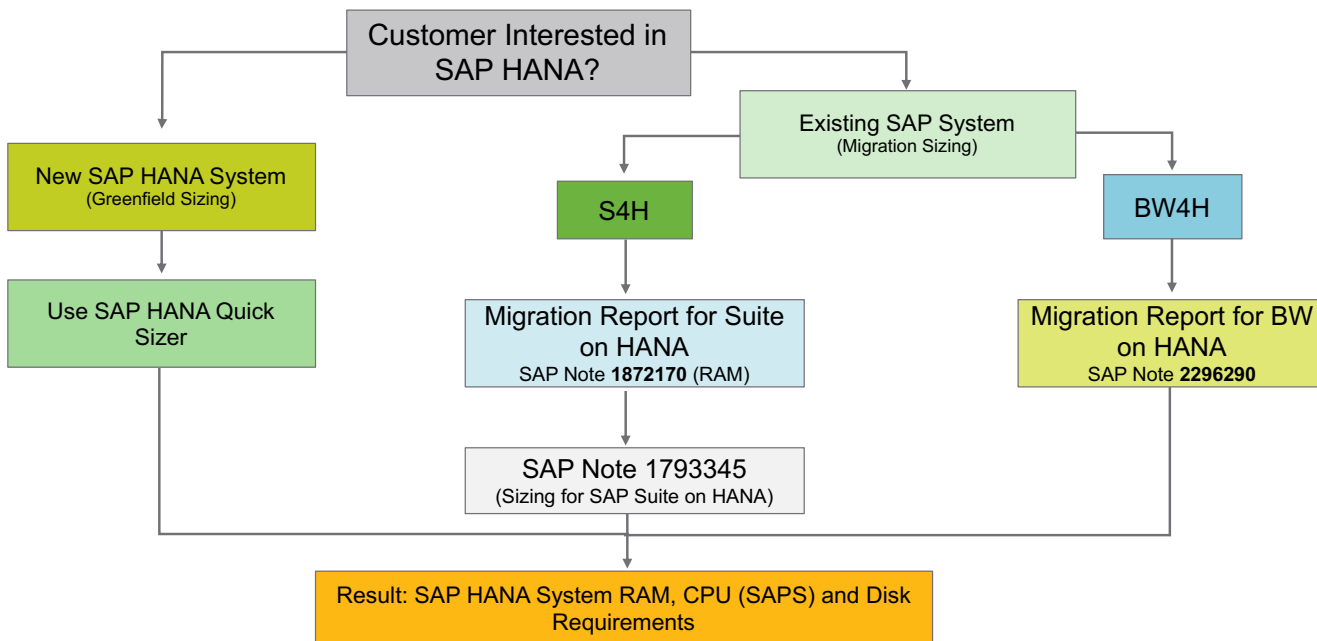 Customer Interested in
SAP HANA?
Existing SAP System
(Migration Sizing)
New SAP HANA System
(Greenfield Sizing)
S4H
BW4H
Use SAP HANA Quick
Sizer
Migration Report for Suite
on HANA
SAP Note 1872170 (RAM)
Migration Report for BW
on HANA
SAP Note 2296290
SAP Note 1793345
(Sizing for SAP Suite on HANA)
Result: SAP HANA System RAM, CPU (SAPS) and Disk
Requirements